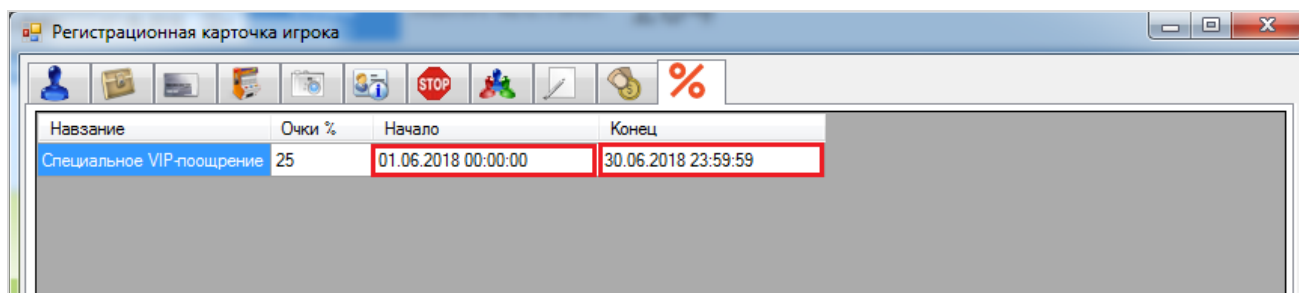 Регистрационная карточка игрока
STOP
%
Навзание Очки % Начало Конец
Специальное VIP-поощрение 25 01.06.2018 00:00:00 30.06.2018 23:59:59